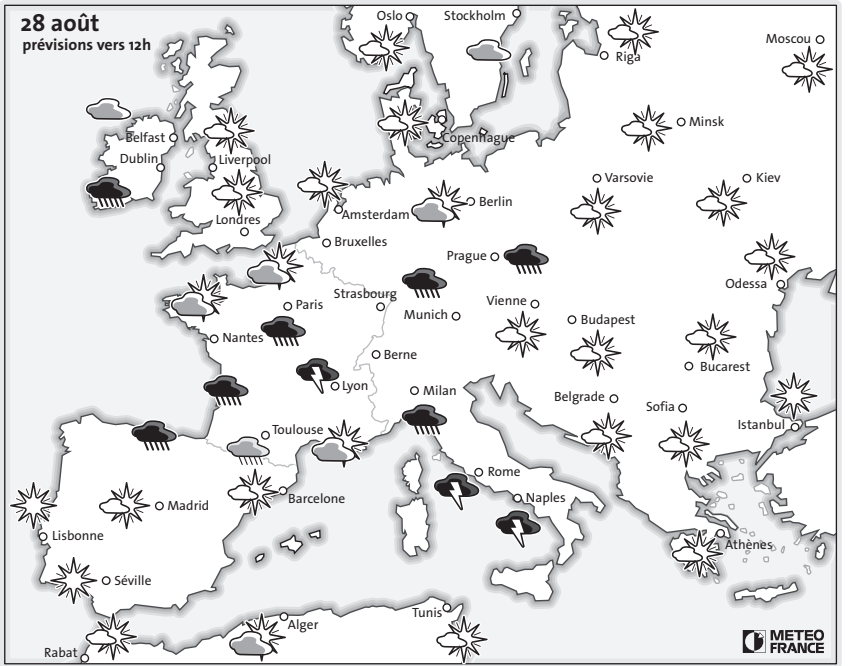 28 août
prévisions vers 12h
Oslo
Stockholm
Moscou
Riga
Minsk
Copenhague
Belfast
Dublin
Liverpool
Londres
Amsterdam
Berlin
Varsovie
Kiev
Bruxelles
Prague
Odessa
Strasbourg
Paris
Munich
Vienne
Budapest
Nantes
Berne
Bucarest
Lyon
Milan
Belgrade
Sofia
Istanbul
Toulouse
Rome
Naples
Barcelone
Madrid
Lisbonne
Athènes
Séville
Tunis
Alger
Rabat
METEO
FRANCE